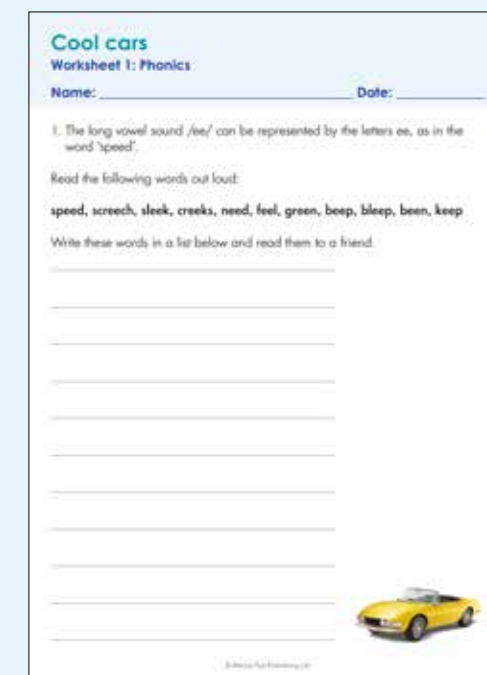 Cool cars
Worksheet 1: Phonics
Name: Date:
1. The long vowel sound /ee/ can be represented by the letters ee, as in the
word 'speed'.
Read the following words out loud:
speed, screech, sleek, creeks, need, feel, green, beep, bleep, been, keep
Write these words in a list below and read them to a friend.